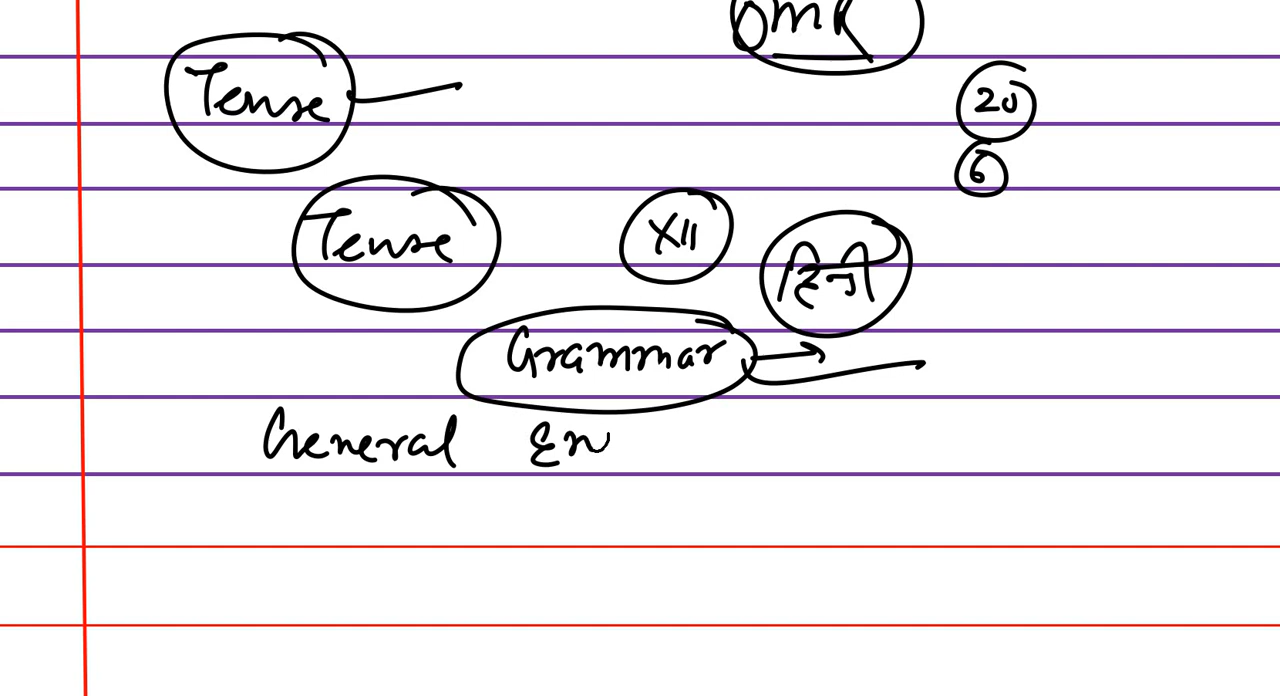 OMR
Tense
20
6
Tense XII हिन्दी
Grammar
General En